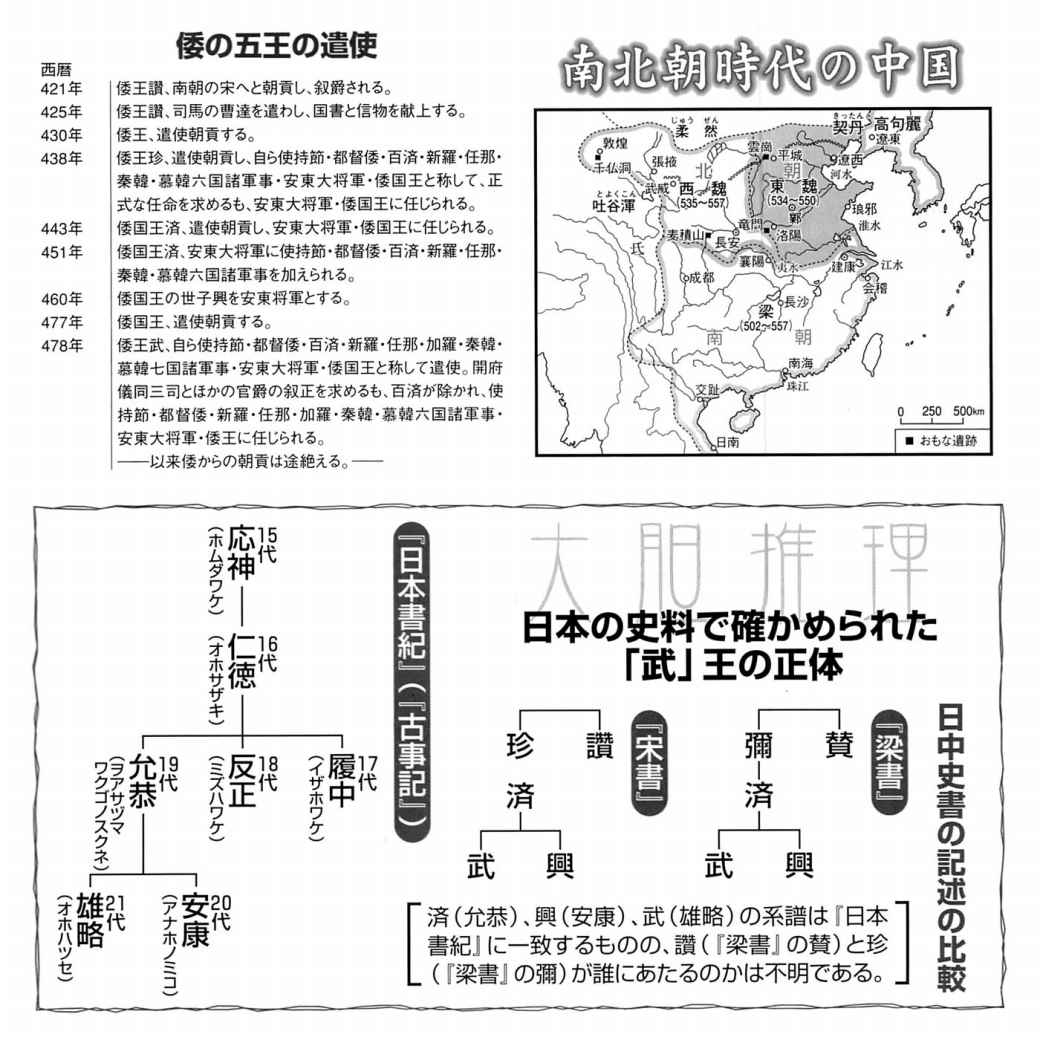 倭の五王の遣使
西暦
421年 倭王讃、南朝の宋へと朝貢し、叙爵される。
425年 倭王讃、司馬の曹達を遣わし、国書と信物を献上する。
430年 倭王、遣使朝貢する。
438年 倭王珍、遣使朝貢し、自ら使持節・都督倭・百済・新羅・任那・
秦韓・慕韓六国諸軍事・安東大将軍・倭国王と称して、正
式な任命を求めるも、安東大将軍・倭国王に任じられる。
443年 倭国王済、遣使朝貢し、安東大将軍・倭国王に任じられる。
451年 倭国王済、安東大将軍に使持節・都督倭・百済・新羅・任那・
秦韓・慕韓六国諸軍事を加えられる。
460年 倭国王の世子興を安東将軍とする。
477年 倭国王、遣使朝貢する。
478年 倭王武、自ら使持節・都督倭・百済・新羅・任那・加羅・秦韓・
慕韓七国諸軍事・安東大将軍・倭国王と称して遣使。開府
儀同三司とほかの官爵の叙正を求めるも、百済が除かれ、使
持節・都督倭・新羅・任那・加羅・秦韓・慕韓六国諸軍事・
安東大将軍・倭王に任じられる。
――以来倭からの朝貢は途絶える。――
南北朝時代の中国
じゅう ぜん
柔然
きったん
契丹
高句麗
遼東
敦煌
千仏洞
張掖
雲崗
平城
遼西
河水
北
朝
武威
西魏
(535〜557)
東魏
(534〜550)
鄴
とよくこん
吐谷渾
氐
麦積山
長安
竜門
洛陽
琅邪
淮水
襄陽
建康
江水
会稽
成都
長沙
梁
(502〜557)
南
朝
南海
珠江
交趾
日南
0 250 500km
■ おもな遺跡
大胆推理
日本の史料で確かめられた
「武」王の正体
日中史書の記述の比較
『梁書』
賛
彌
済
興
武
『宋書』
讃
珍
済
興
武
『日本書紀』（『古事記』）
15代
応神
（ホムダワケ）
16代
仁徳
（オホサザキ）
17代
履中
（イザホワケ）
18代
反正
（ミズハワケ）
19代
允恭
（ヲアサヅマ
ワクゴノスクネ）
20代
安康
（アナホノミコ）
21代
雄略
（オホハツセ）
済（允恭）、興（安康）、武（雄略）の系譜は『日本
書紀』に一致するものの、讃（『梁書』の賛）と珍
（『梁書』の彌）が誰にあたるのかは不明である。